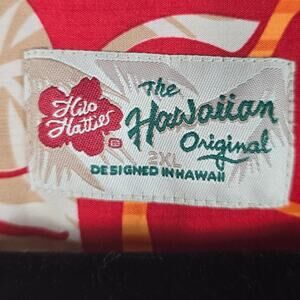 Hilo
Hattie
The
Hawaiian
Original
2XL
DESIGNED IN HAWAII